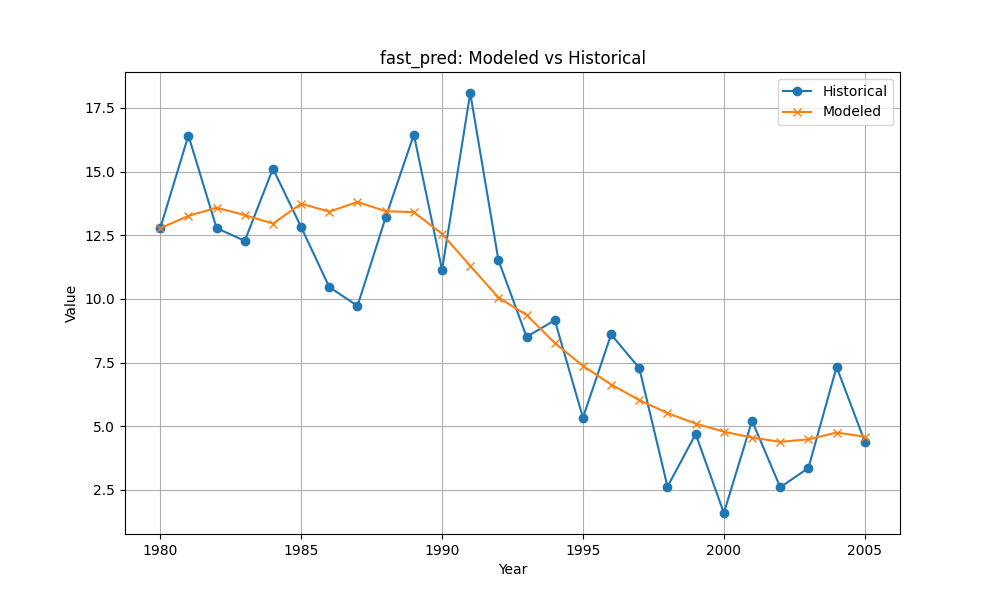 fast_pred: Modeled vs Historical
Historical
Modeled
Value
17.5
15.0
12.5
10.0
7.5
5.0
2.5
1980
1985
1990
1995
2000
2005
Year